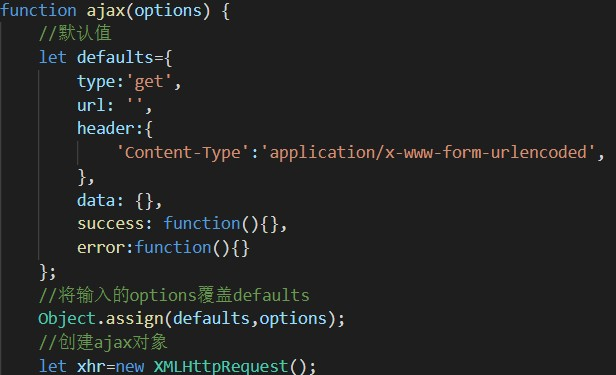 function ajax(options) {
    //默认值
    let defaults={
        type:'get',
        url: '',
        header:{
            'Content-Type':'application/x-www-form-urlencoded',
        },
        data: {},
        success: function(){},
        error:function(){}
    };
    //将输入的options覆盖defaults
    Object.assign(defaults,options);
    //创建ajax对象
    let xhr=new XMLHttpRequest();